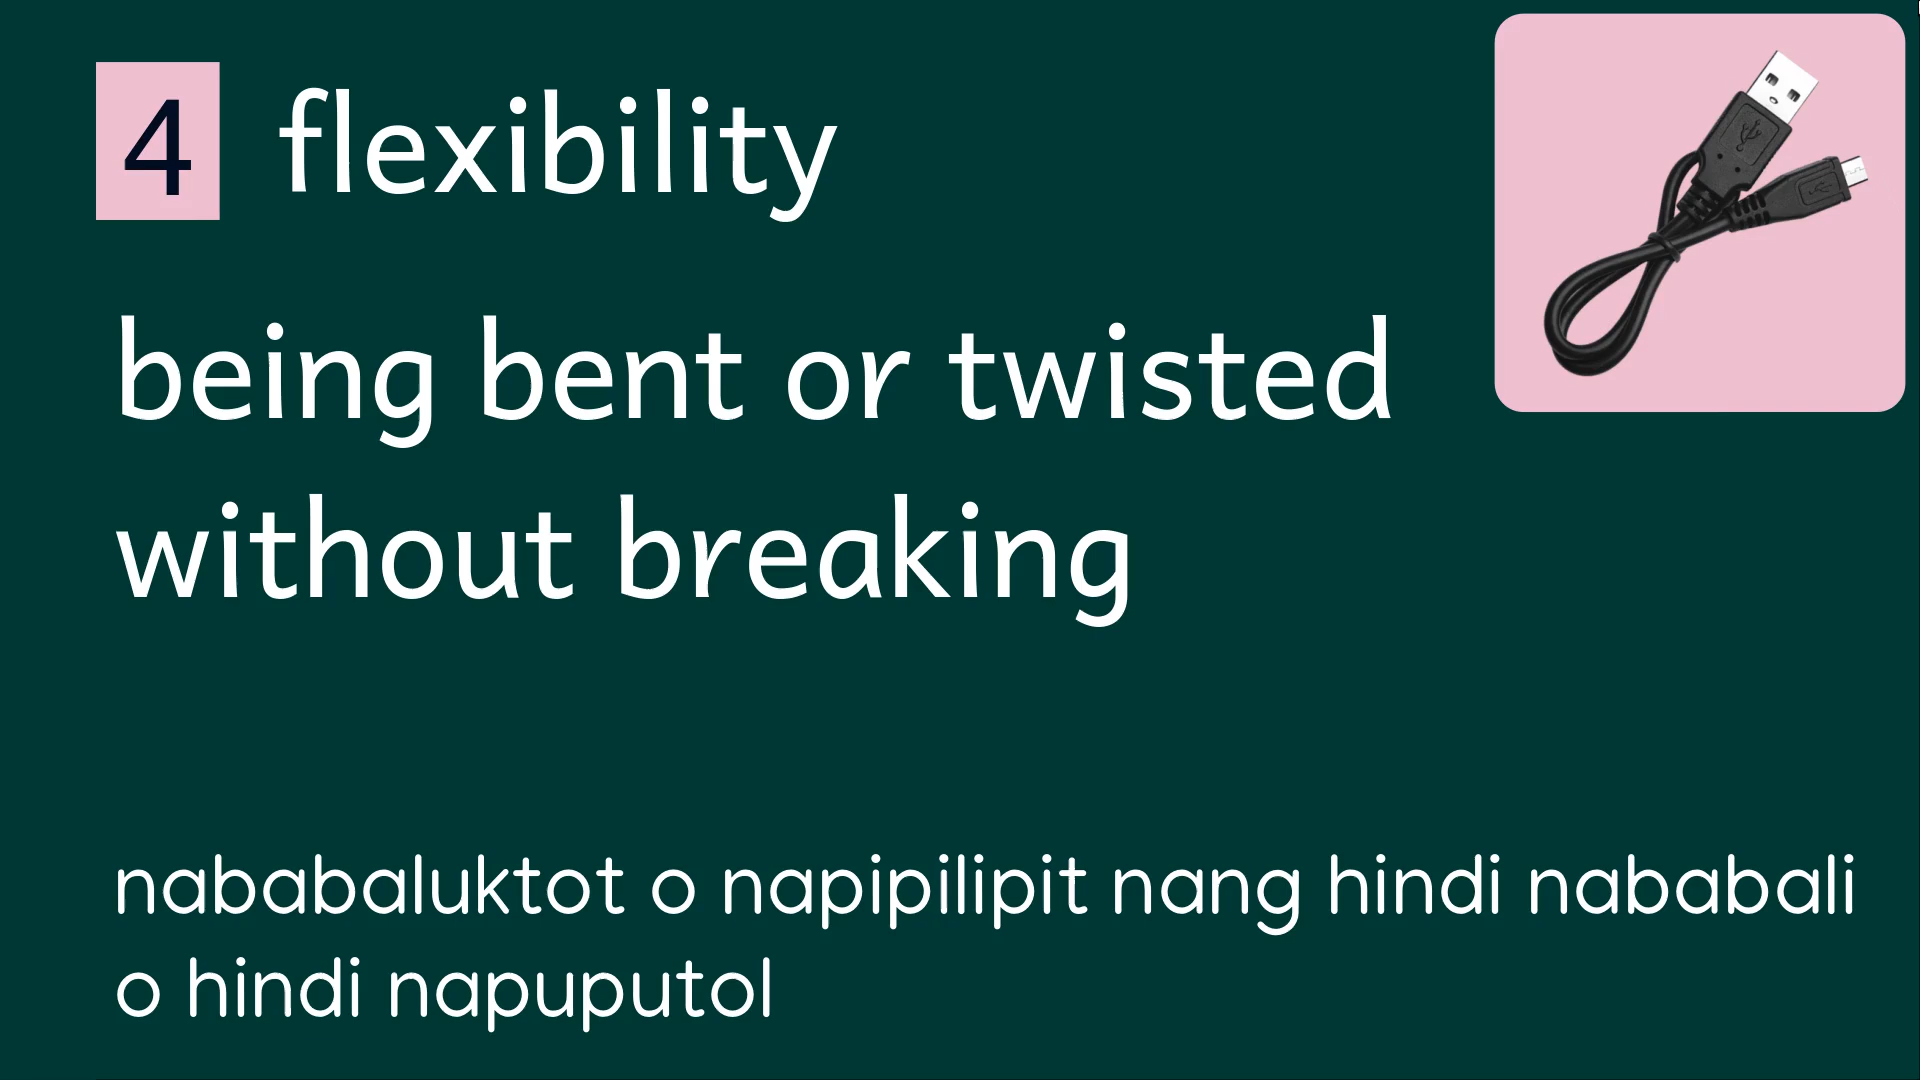 4 flexibility
being bent or twisted
without breaking
nababaluktot o napipilipit nang hindi nababali
o hindi napuputol